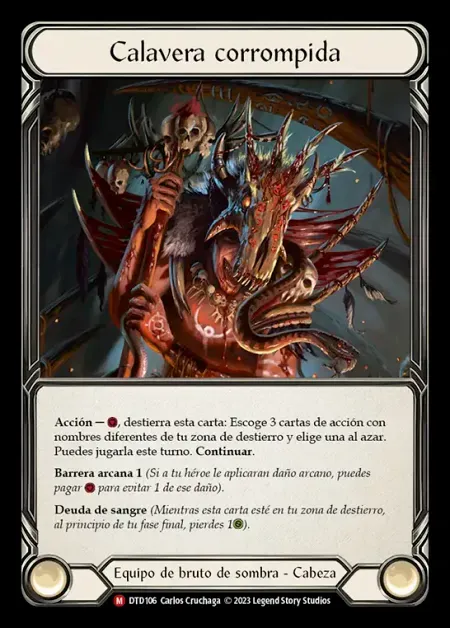 Calavera corrompida
Acción — , destierra esta carta: Escoge 3 cartas de acción con
nombres diferentes de tu zona de destierro y elige una al azar.
Puedes jugarla este turno. Continuar.
Barrera arcana 1 (Si a tu héroe le aplicaran daño arcano, puedes
pagar para evitar 1 de ese daño).
Deuda de sangre (Mientras esta carta esté en tu zona de destierro,
al principio de tu fase final, pierdes 1).
Equipo de bruto de sombra - Cabeza
M DTD106 Carlos Cruchaga © 2023 Legend Story Studios